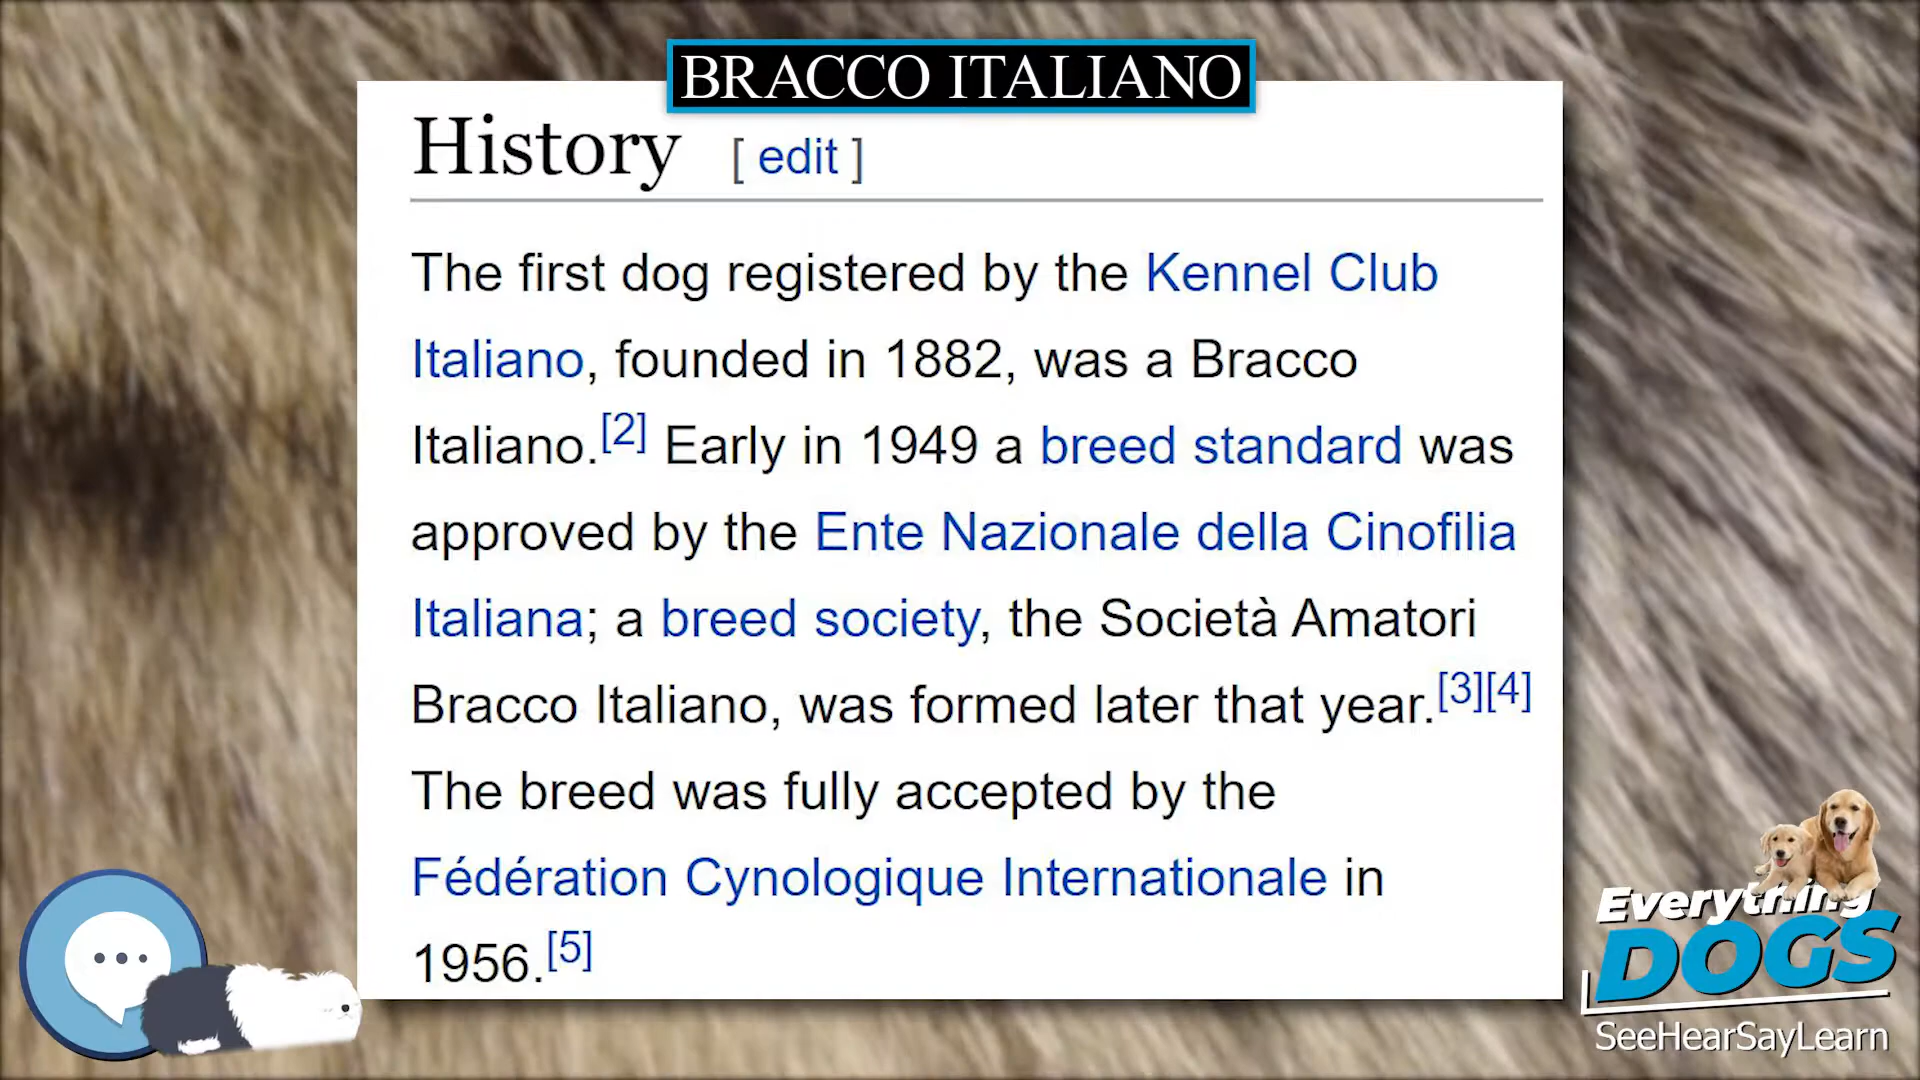 BRACCO ITALIANO
History [ edit ]
The first dog registered by the Kennel Club
Italiano, founded in 1882, was a Bracco
Italiano.[2] Early in 1949 a breed standard was
approved by the Ente Nazionale della Cinofilia
Italiana; a breed society, the Società Amatori
Bracco Italiano, was formed later that year.[3][4]
The breed was fully accepted by the
Fédération Cynologique Internationale in
1956.[5]
Everything
DOGS
SeeHearSayLearn